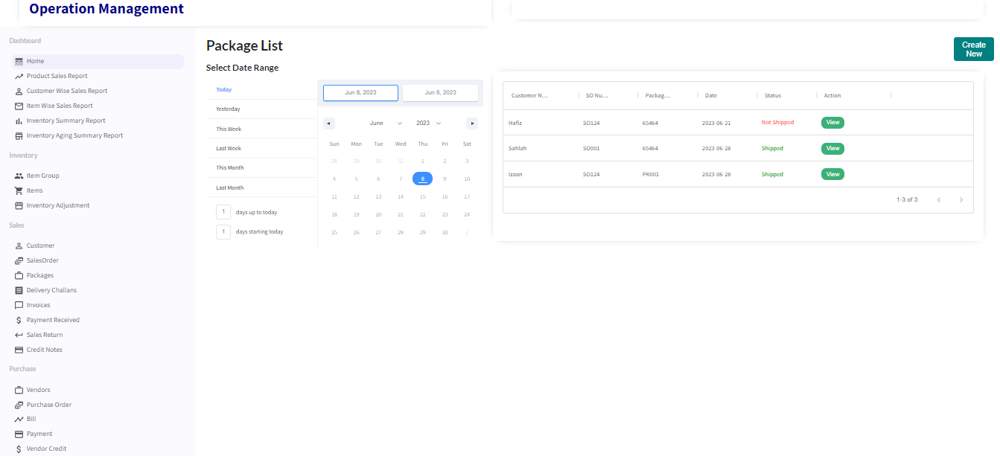 Operation Management
Dashboard
Home
Product Sales Report
Customer Wise Sales Report
Item Wise Sales Report
Inventory Summary Report
Inventory Aging Summary Report
Inventory
Item Group
Items
Inventory Adjustment
Sales
Customer
SalesOrder
Packages
Delivery Challans
Invoices
Payment Received
Sales Return
Credit Notes
Purchase
Vendors
Purchase Order
Bill
Payment
Vendor Credit
Package List
Create New
Select Date Range
Today
Yesterday
This Week
Last Week
This Month
Last Month
1 days up to today
1 days starting today
Jun 8, 2023 Jun 8, 2023
June 2023
Sun Mon Tue Wed Thu Fri Sat
28 29 30 31 1 2 3
4 5 6 7 8 9 10
11 12 13 14 15 16 17
18 19 20 21 22 23 24
25 26 27 28 29 30 1
Customer N... SO Nu... Packag... Date Status Action
Hafiz SO124 65464 2023-06-21 Not Shipped View
Sahlah SO001 65464 2023-06-28 Shipped View
Izaan SO124 PK001 2023-06-28 Shipped View
1-3 of 3